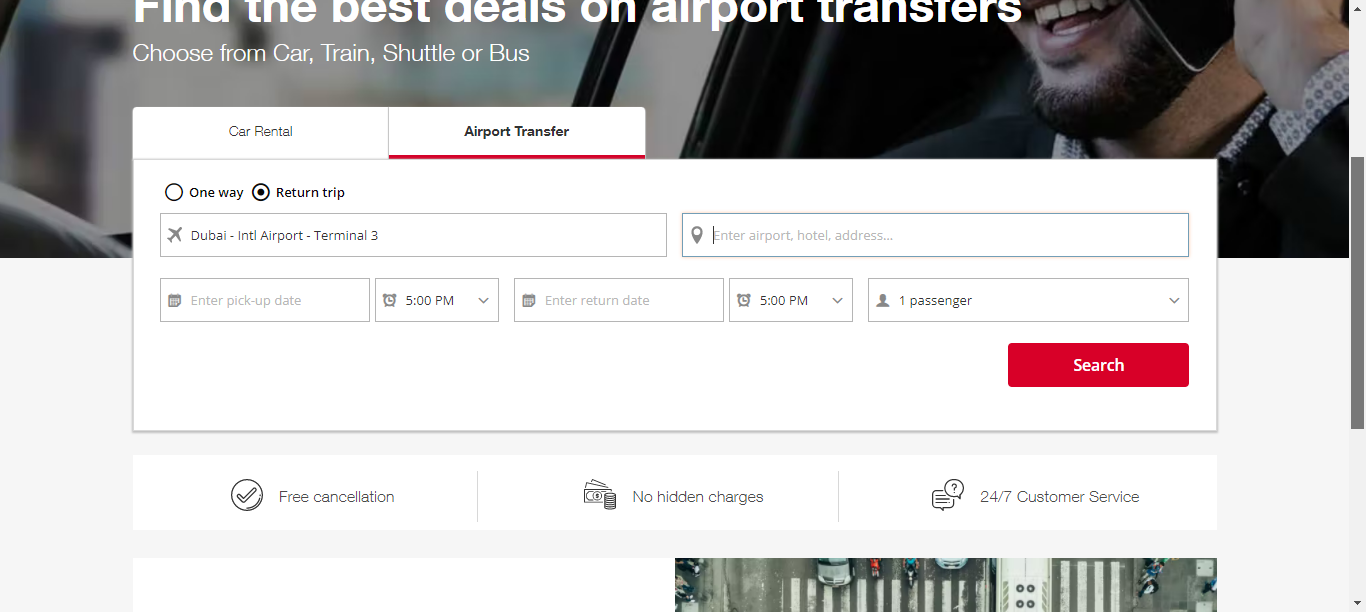 Find the best deals on airport transfers
Choose from Car, Train, Shuttle or Bus
Car Rental
Airport Transfer
One way
Return trip
Dubai - Intl Airport - Terminal 3
Enter airport, hotel, address...
Enter pick-up date
5:00 PM
Enter return date
5:00 PM
1 passenger
Search
Free cancellation
No hidden charges
24/7 Customer Service